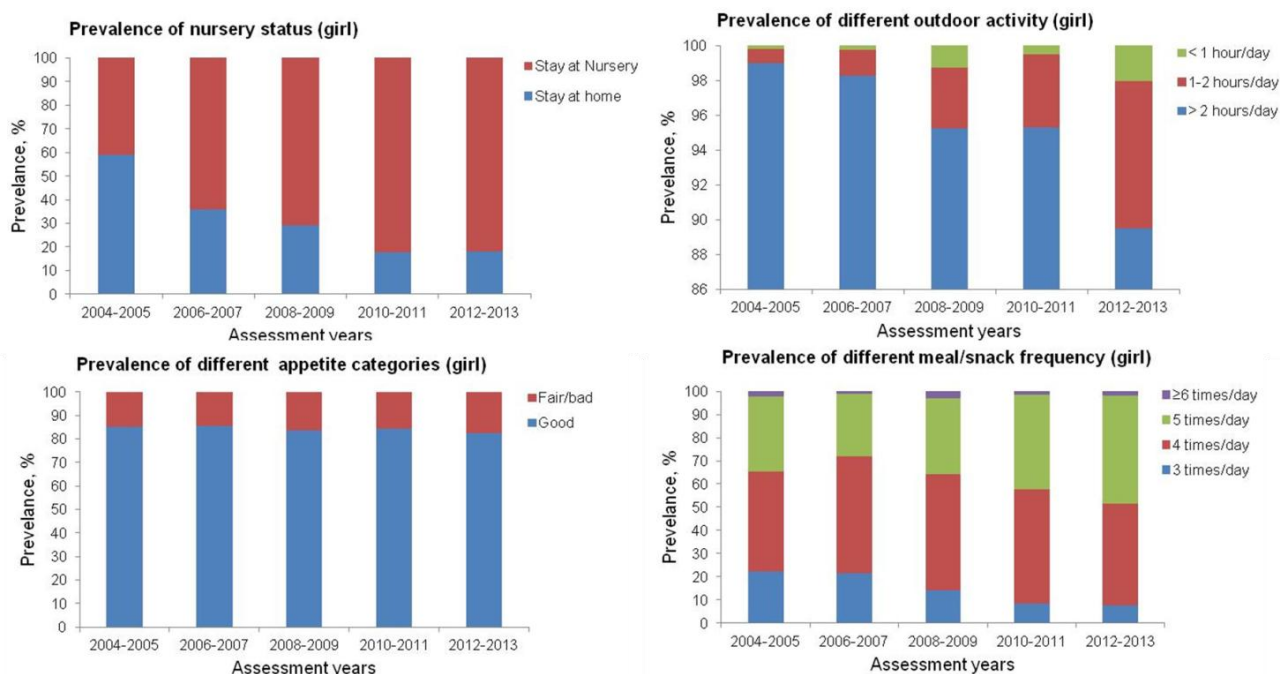 Prevalence of nursery status (girl)
Prevelance, %
100
90
80
70
60
50
40
30
20
10
0
2004-2005 2006-2007 2008-2009 2010-2011 2012-2013
Assessment years
Stay at Nursery
Stay at home
Prevalence of different outdoor activity (girl)
Prevelance, %
100
98
96
94
92
90
88
86
2004-2005 2006-2007 2008-2009 2010-2011 2012-2013
Assessment years
< 1 hour/day
1-2 hours/day
> 2 hours/day
Prevalence of different appetite categories (girl)
Prevelance, %
100
90
80
70
60
50
40
30
20
10
0
2004-2005 2006-2007 2008-2009 2010-2011 2012-2013
Assessment years
Fair/bad
Good
Prevalence of different meal/snack frequency (girl)
Prevelance, %
100
90
80
70
60
50
40
30
20
10
0
2004-2005 2006-2007 2008-2009 2010-2011 2012-2013
Assessment years
≥6 times/day
5 times/day
4 times/day
3 times/day